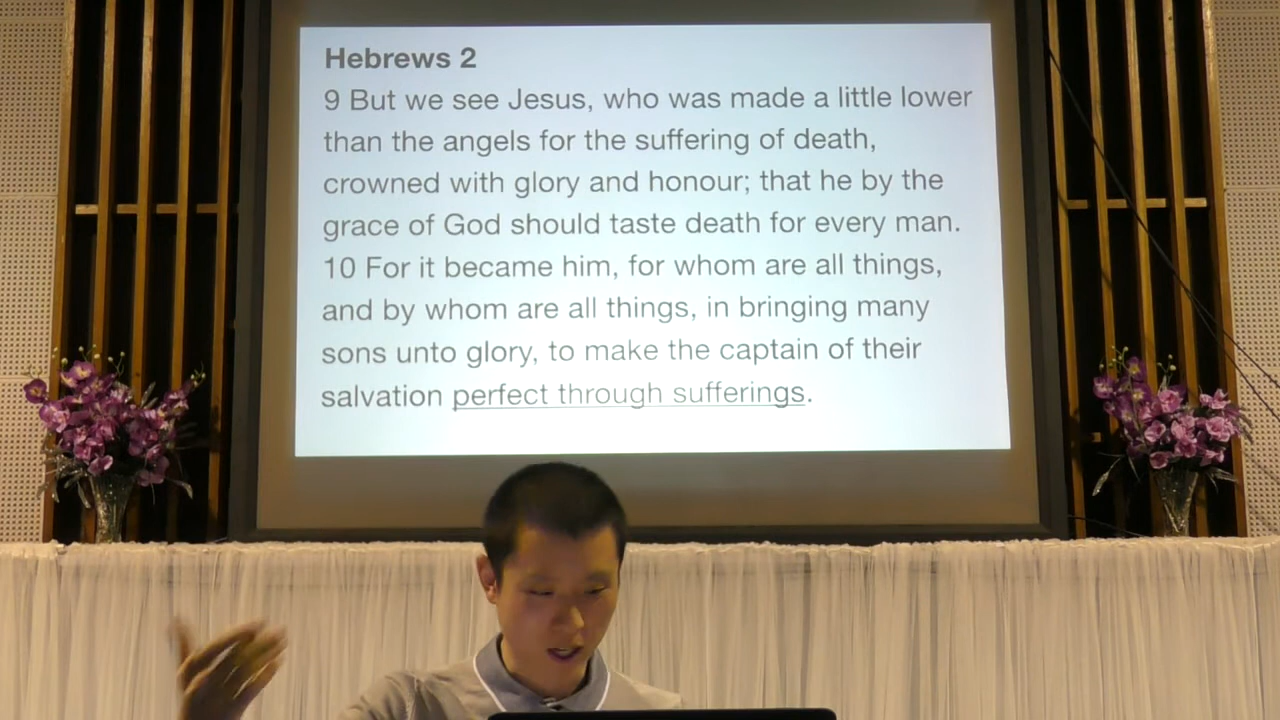 Hebrews 2
9 But we see Jesus, who was made a little lower
than the angels for the suffering of death,
crowned with glory and honour; that he by the
grace of God should taste death for every man.
10 For it became him, for whom are all things,
and by whom are all things, in bringing many
sons unto glory, to make the captain of their
salvation perfect through sufferings.